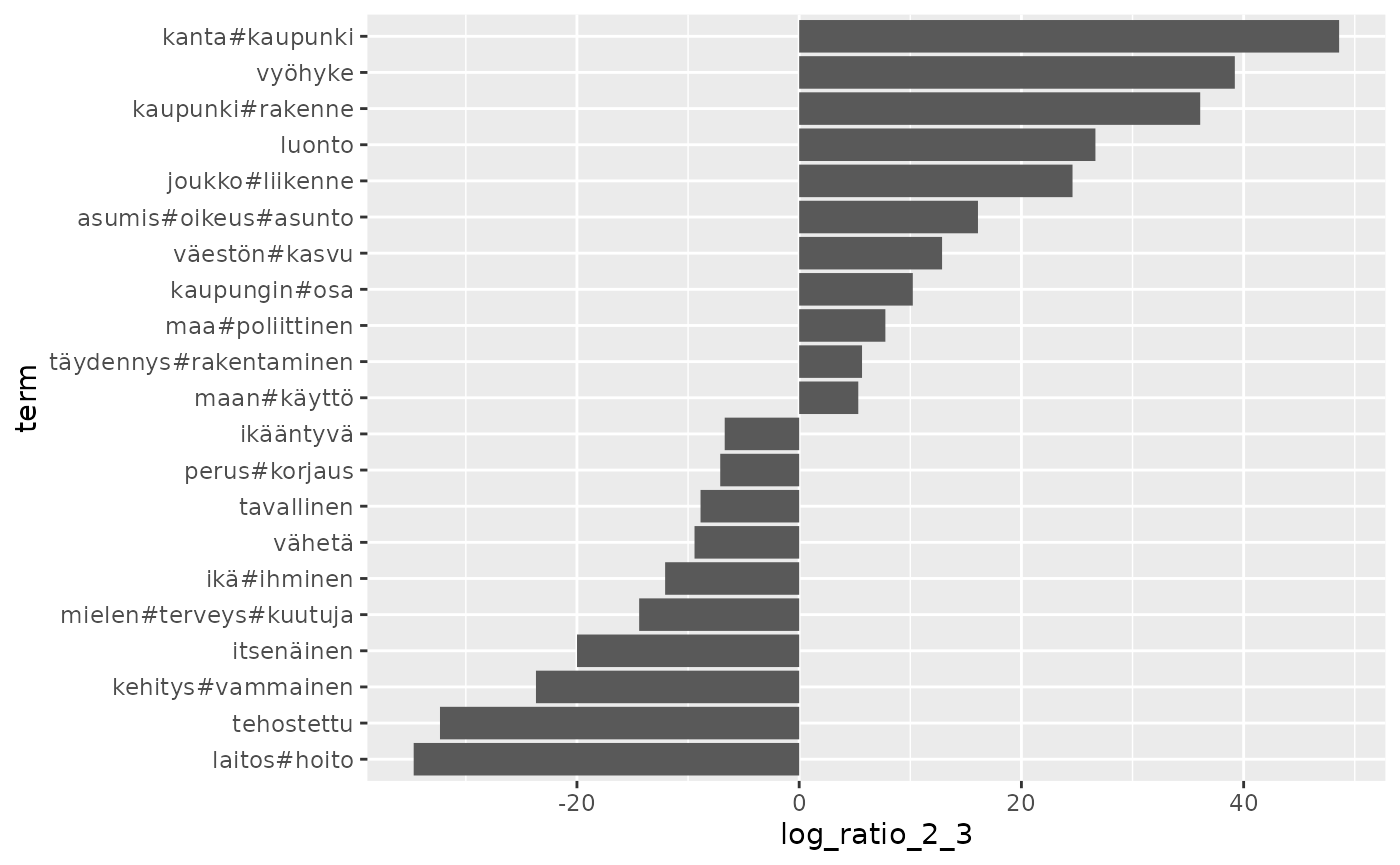 kanta#kaupunki
vyöhyke
kaupunki#rakenne
luonto
joukko#liikenne
asumis#oikeus#asunto
väestön#kasvu
kaupungin#osa
maa#poliittinen
täydennys#rakentaminen
maan#käyttö
ikääntyvä
perus#korjaus
tavallinen
vähetä
ikä#ihminen
mielen#terveys#kuutuja
itsenäinen
kehitys#vammainen
tehostettu
laitos#hoito
term
-20 0 20 40
log_ratio_2_3